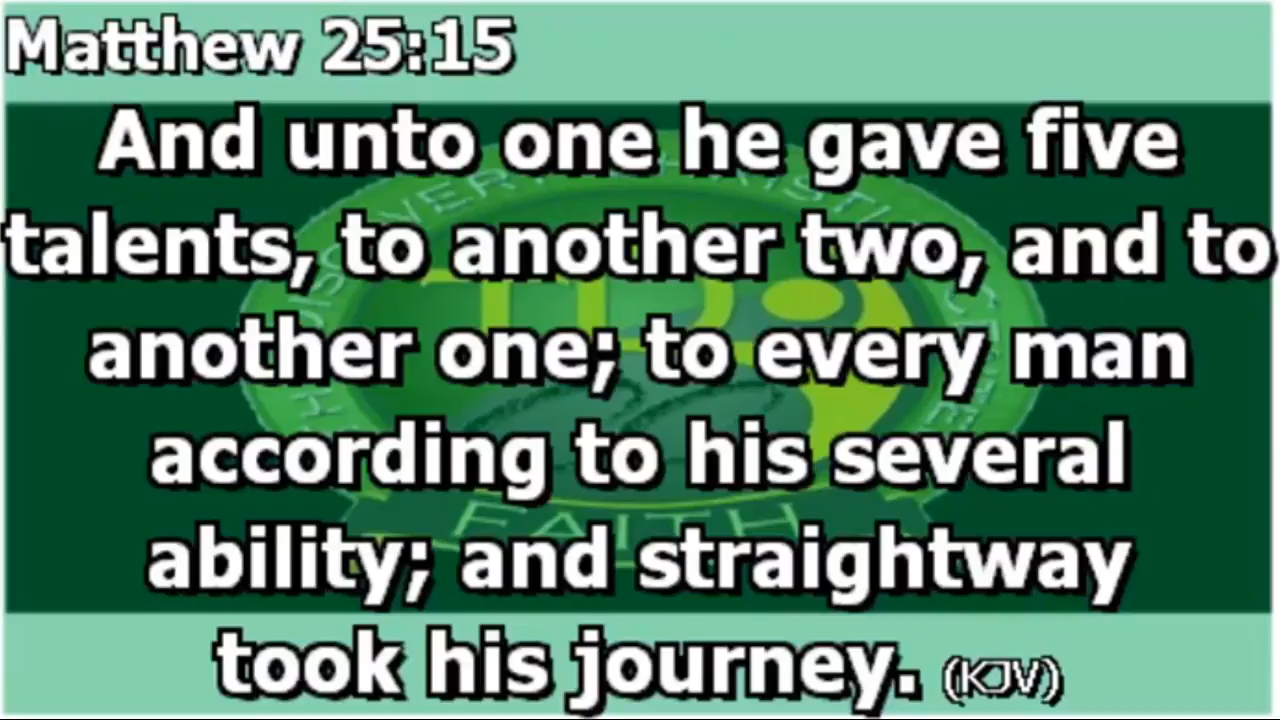 Matthew 25:15
And unto one he gave five
talents, to another two, and to
another one; to every man
according to his several
ability; and straightway
took his journey. (KJV)
FAITH